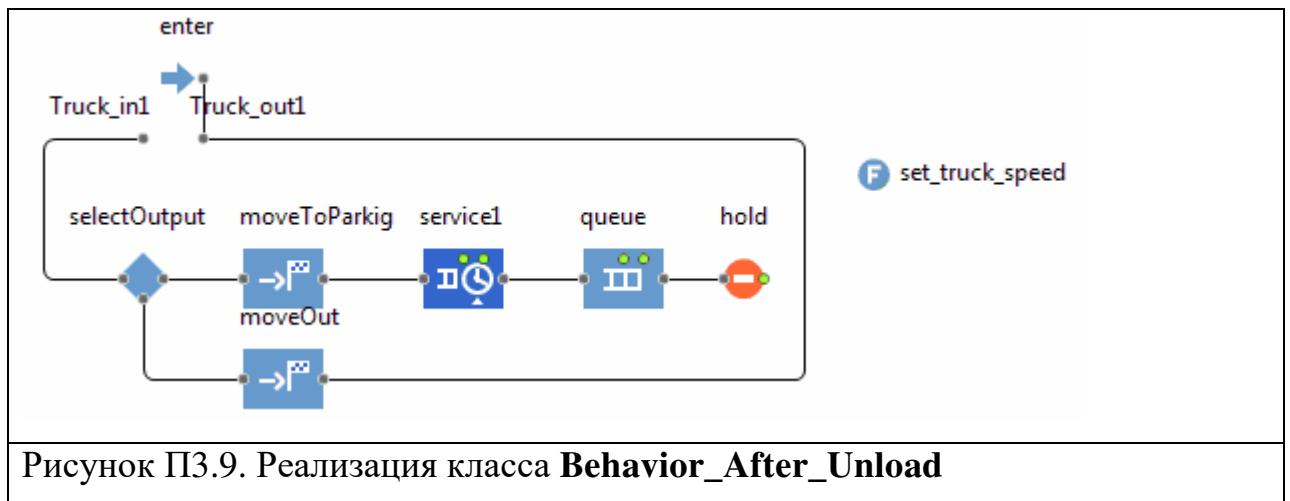 enter
Truck_in1 Truck_out1
F set_truck_speed
selectOutput moveToParkig service1 queue hold
moveOut
Рисунок П3.9. Реализация класса Behavior_After_Unload